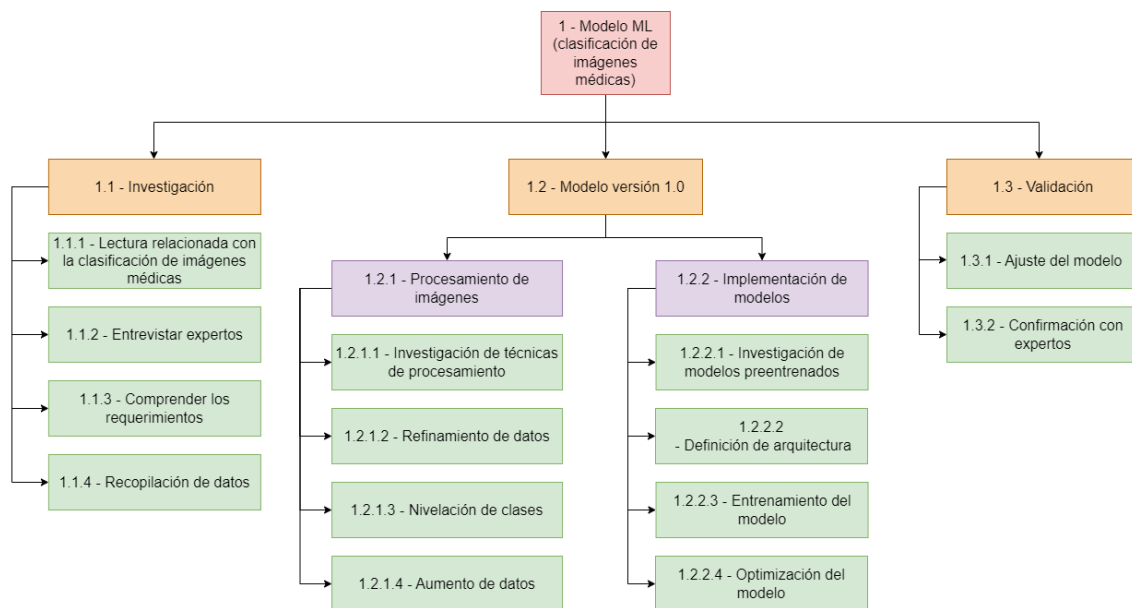 1 - Modelo ML
(clasificación de
imágenes
médicas)
1.1 - Investigación
1.1.1 - Lectura relacionada con
la clasificación de imágenes
médicas
1.1.2 - Entrevistar expertos
1.1.3 - Comprender los
requerimientos
1.1.4 - Recopilación de datos
1.2 - Modelo versión 1.0
1.2.1 - Procesamiento de
imágenes
1.2.1.1 - Investigación de técnicas
de procesamiento
1.2.1.2 - Refinamiento de datos
1.2.1.3 - Nivelación de clases
1.2.1.4 - Aumento de datos
1.2.2 - Implementación de
modelos
1.2.2.1 - Investigación de
modelos preentrenados
1.2.2.2
- Definición de arquitectura
1.2.2.3 - Entrenamiento del
modelo
1.2.2.4 - Optimización del
modelo
1.3 - Validación
1.3.1 - Ajuste del modelo
1.3.2 - Confirmación con
expertos